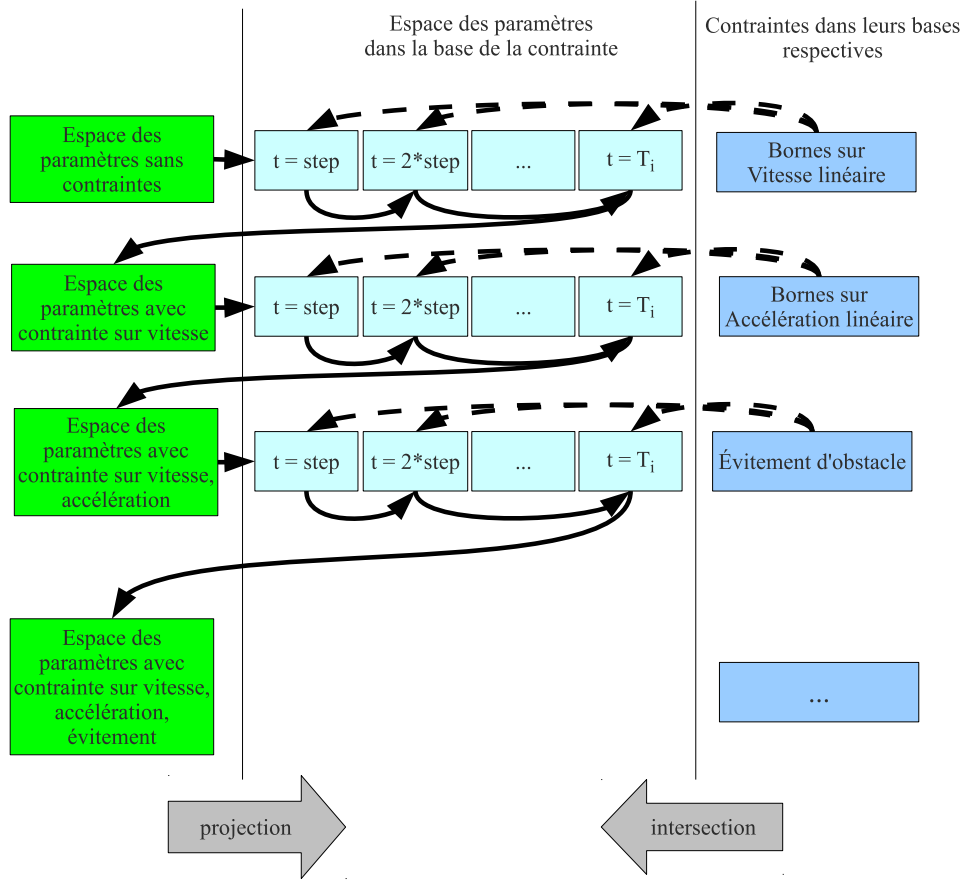 Espace des paramètres
dans la base de la contrainte
Contraintes dans leurs bases
respectives
Espace des
paramètres sans
contraintes
t = step
t = 2*step
...
t = Ti
Bornes sur
Vitesse linéaire
Espace des
paramètres avec
contrainte sur vitesse
t = step
t = 2*step
...
t = Ti
Bornes sur
Accélération linéaire
Espace des
paramètres avec
contrainte sur vitesse,
accélération
t = step
t = 2*step
...
t = Ti
Évitement d'obstacle
Espace des
paramètres avec
contrainte sur vitesse,
accélération,
évitement
...
projection
intersection